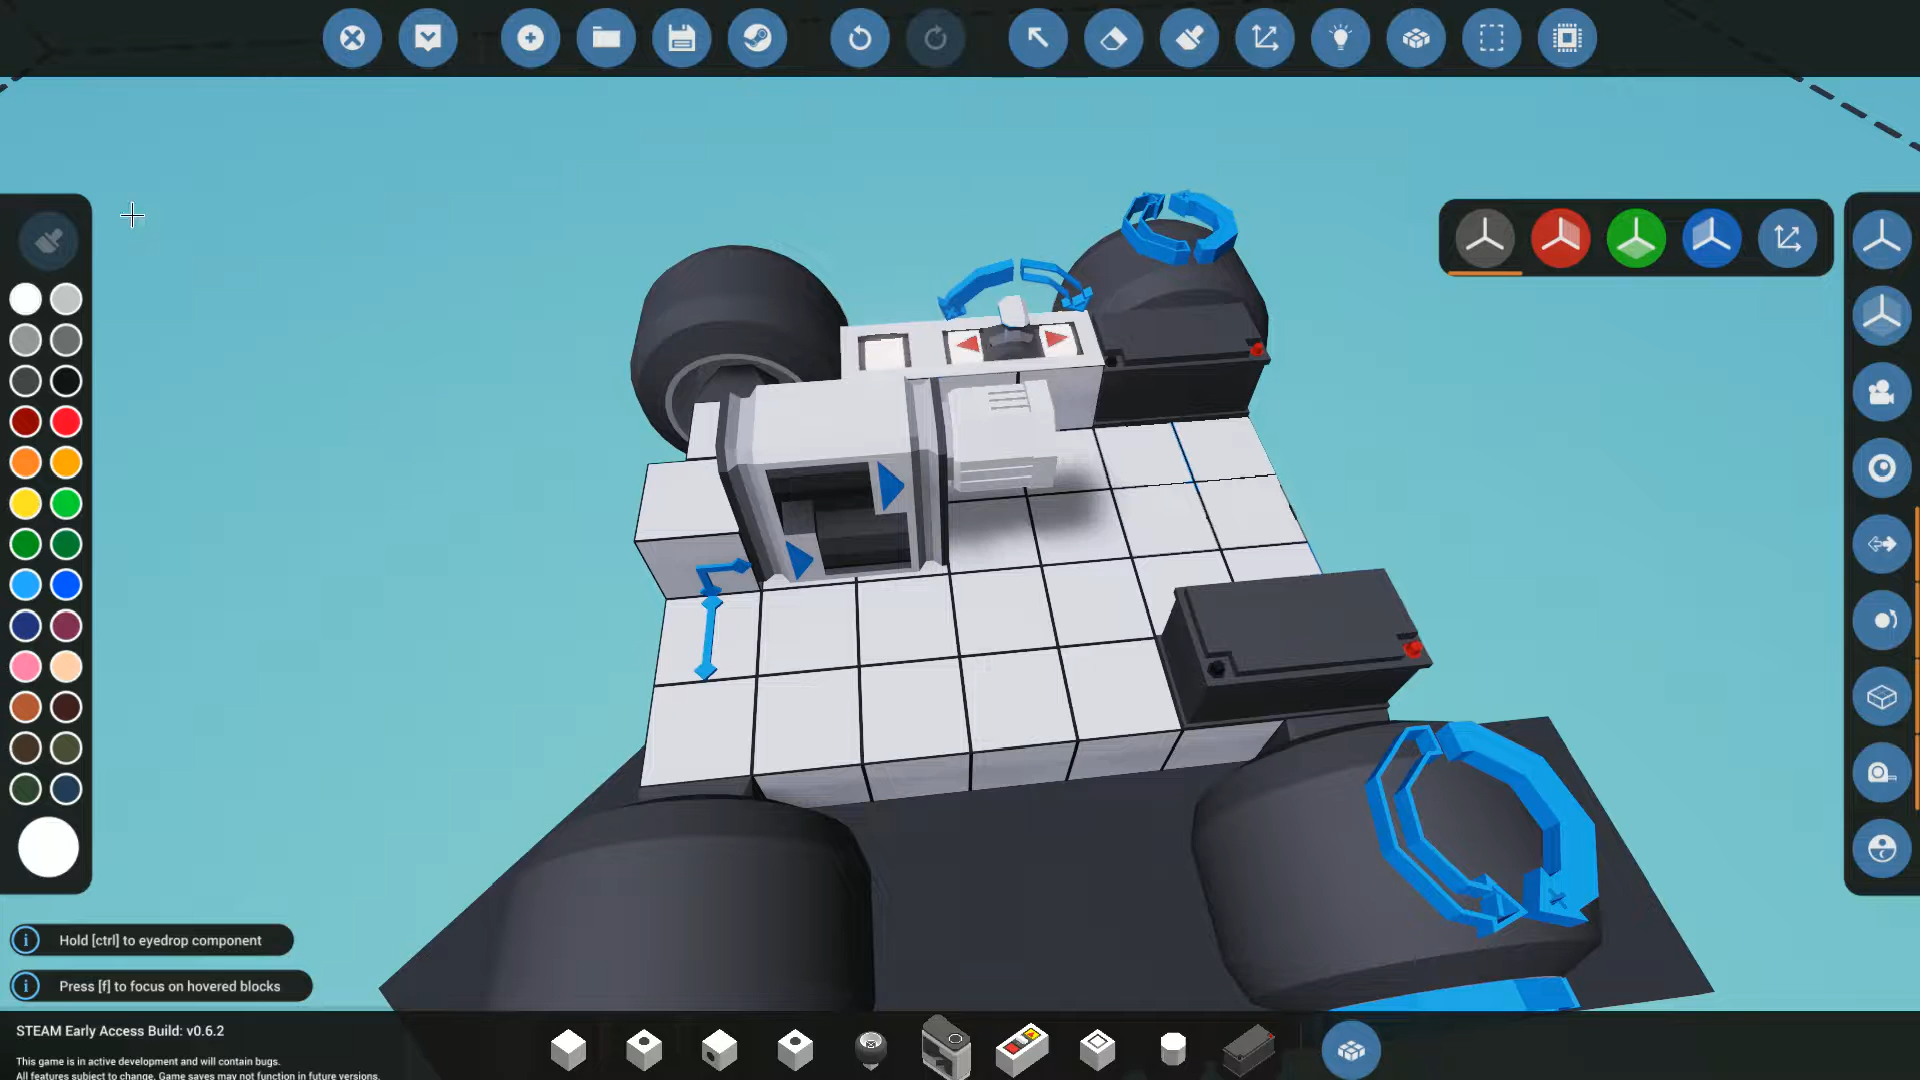 Hold [ctrl] to eyedrop component
Press [f] to focus on hovered blocks
STEAM Early Access Build: v0.6.2
This game is in active development and will contain bugs.
All features subject to change. Game saves may not function in future versions.